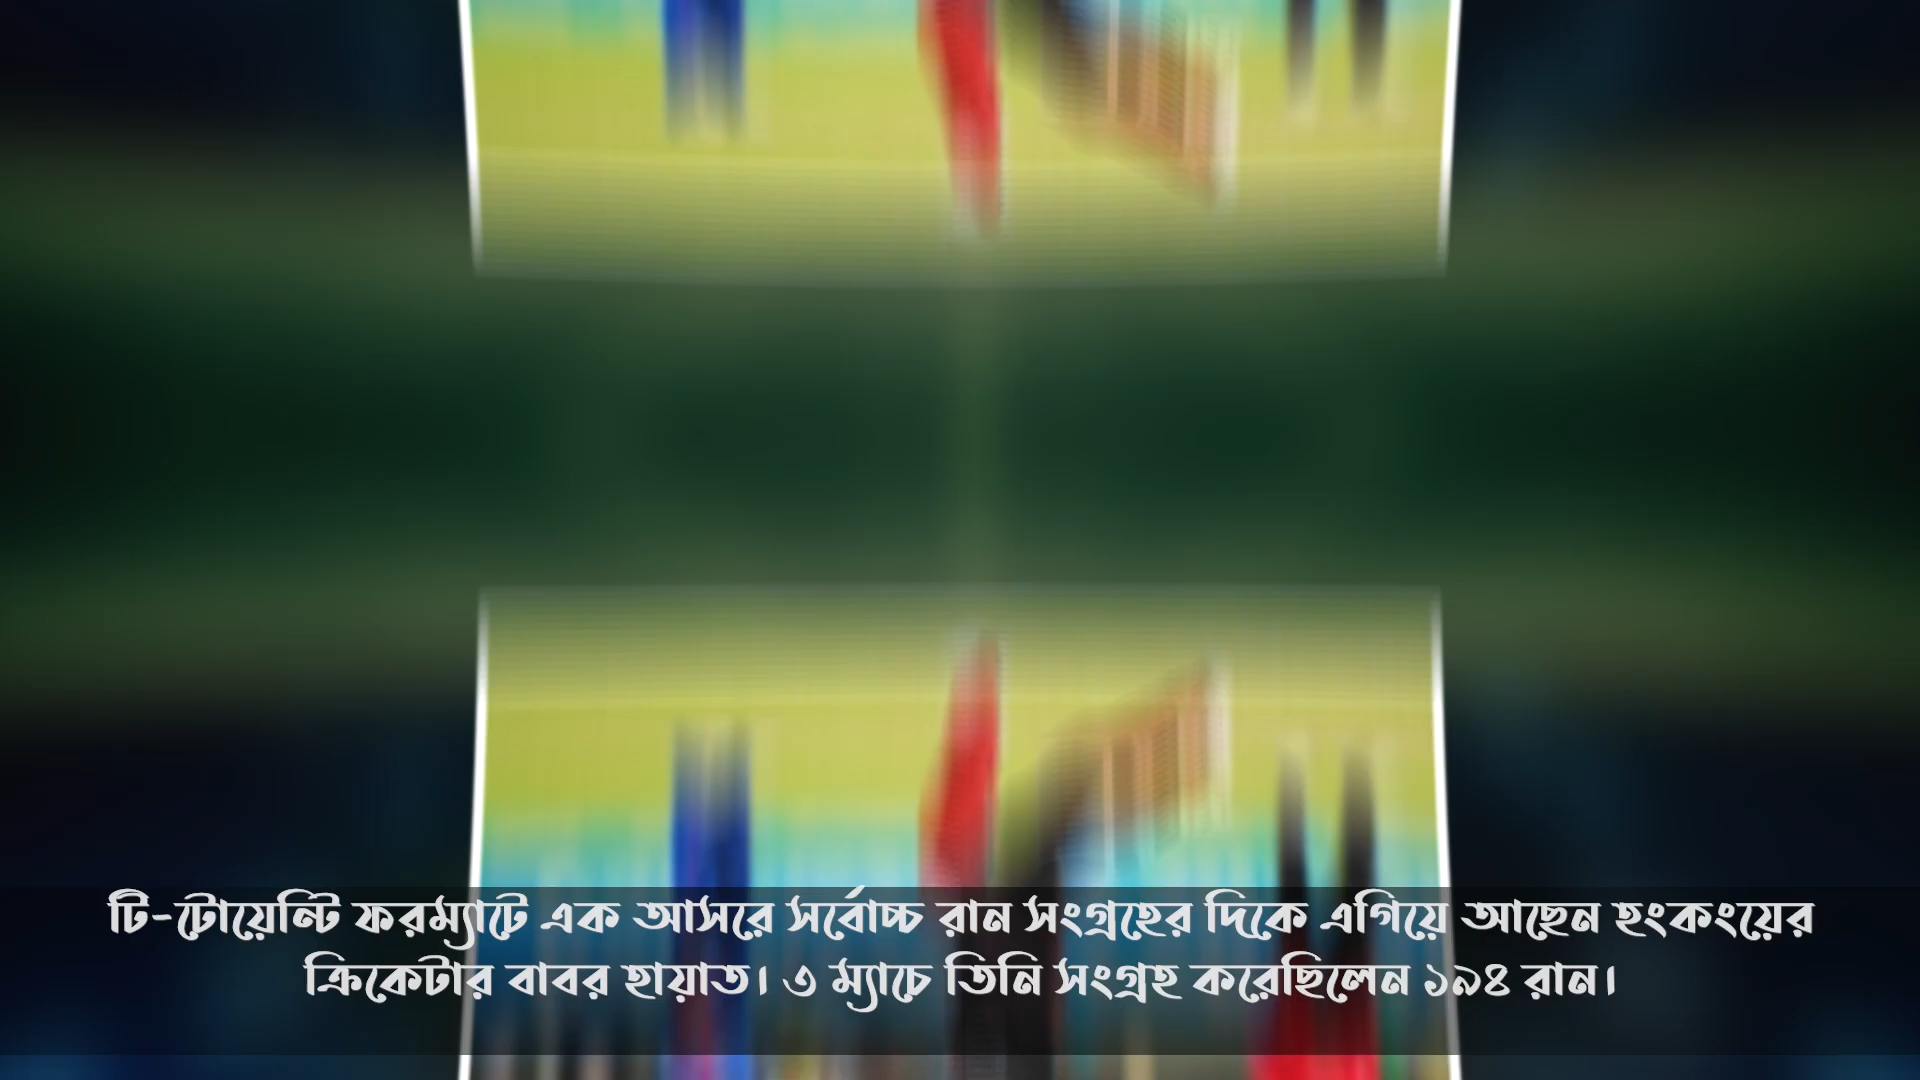 টি-টোয়েন্টি ফরম্যাটে এক আসরে সর্বোচ্চ রান সংগ্রহের দিকে এগিয়ে আছেন হংকংয়ের
ক্রিকেটার বাবর হায়াত। ৩ ম্যাচে তিনি সংগ্রহ করেছিলেন ১৯৪ রান।